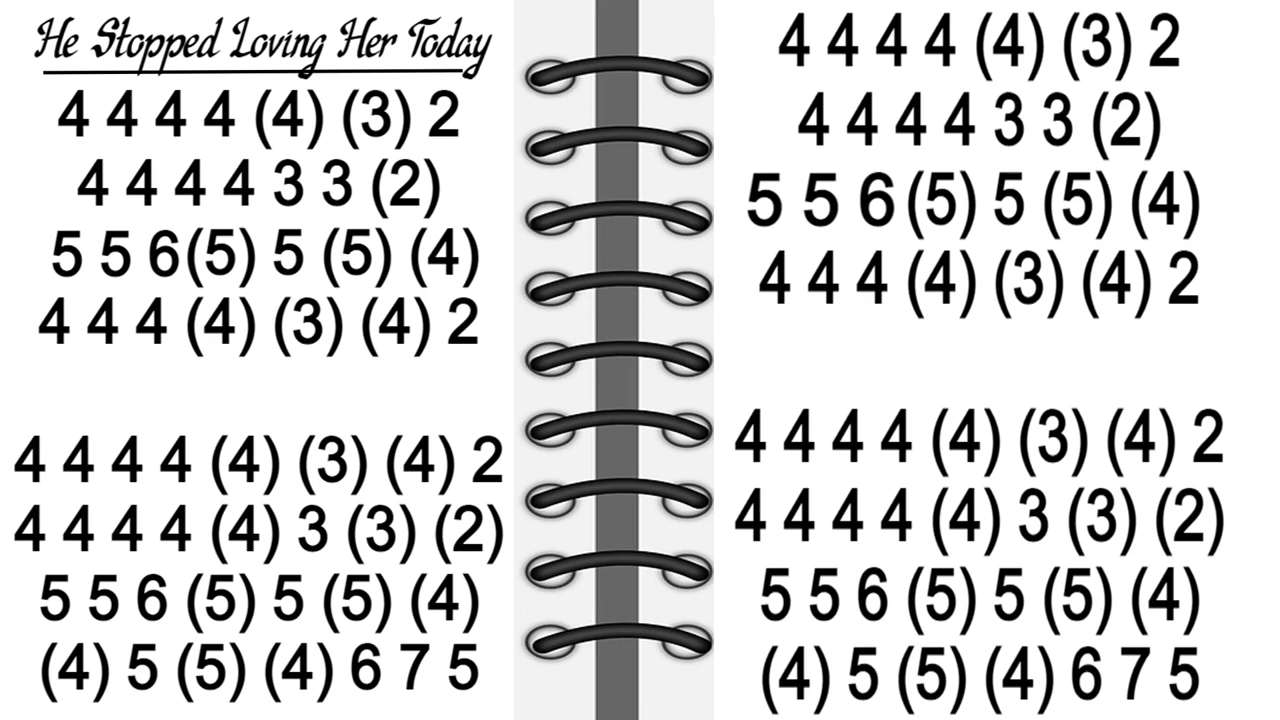 He Stopped Loving Her Today
4 4 4 4 (4) (3) 2
4 4 4 4 3 3 (2)
5 5 6 (5) 5 (5) (4)
4 4 4 (4) (3) (4) 2
4 4 4 4 (4) (3) (4) 2
4 4 4 4 (4) 3 (3) (2)
5 5 6 (5) 5 (5) (4)
(4) 5 (5) (4) 6 7 5
4 4 4 4 (4) (3) 2
4 4 4 4 3 3 (2)
5 5 6 (5) 5 (5) (4)
4 4 4 (4) (3) (4) 2
4 4 4 4 (4) (3) (4) 2
4 4 4 4 (4) 3 (3) (2)
5 5 6 (5) 5 (5) (4)
(4) 5 (5) (4) 6 7 5